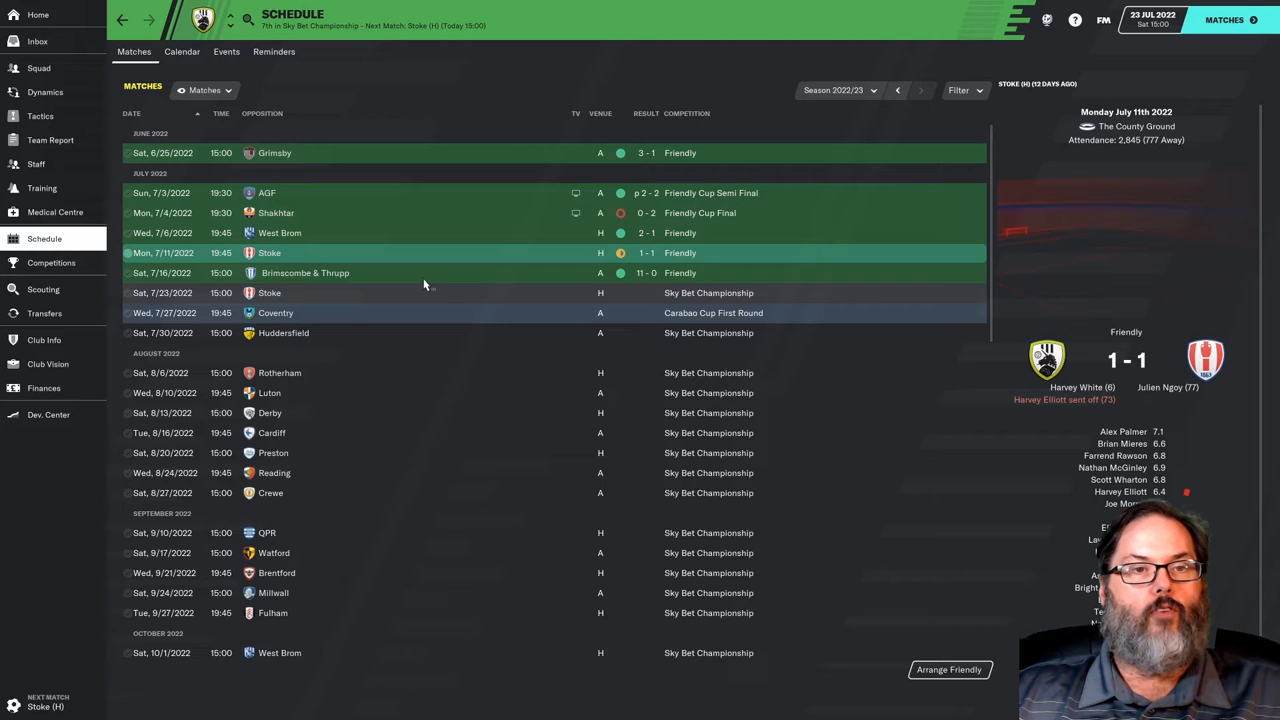 Home
Inbox
Squad
Dynamics
Tactics
Team Report
Staff
Training
Medical Centre
Schedule
Competitions
Scouting
Transfers
Club Info
Club Vision
Finances
Dev. Center
NEXT MATCH
Stoke (H)
SCHEDULE
7th in Sky Bet Championship - Next Match: Stoke (H) (Today 15:00)
? FM
23 JUL 2022
Sat 15:00
MATCHES
Matches Calendar Events Reminders
MATCHES Matches Season 2022/23 Filter
DATE TIME OPPOSITION TV VENUE RESULT COMPETITION
JUNE 2022
Sat, 6/25/2022 15:00 Grimsby A 3 - 1 Friendly
JULY 2022
Sun, 7/3/2022 19:30 AGF A p 2 - 2 Friendly Cup Semi Final
Mon, 7/4/2022 19:30 Shakhtar A 0 - 2 Friendly Cup Final
Wed, 7/6/2022 19:45 West Brom H 2 - 1 Friendly
Mon, 7/11/2022 19:45 Stoke H 1 - 1 Friendly
Sat, 7/16/2022 15:00 Brimscombe & Thrupp A 11 - 0 Friendly
Sat, 7/23/2022 15:00 Stoke H Sky Bet Championship
Wed, 7/27/2022 19:45 Coventry A Carabao Cup First Round
Sat, 7/30/2022 15:00 Huddersfield A Sky Bet Championship
AUGUST 2022
Sat, 8/6/2022 15:00 Rotherham H Sky Bet Championship
Wed, 8/10/2022 19:45 Luton A Sky Bet Championship
Sat, 8/13/2022 15:00 Derby H Sky Bet Championship
Tue, 8/16/2022 19:45 Cardiff A Sky Bet Championship
Sat, 8/20/2022 15:00 Preston H Sky Bet Championship
Wed, 8/24/2022 19:45 Reading A Sky Bet Championship
Sat, 8/27/2022 15:00 Crewe A Sky Bet Championship
SEPTEMBER 2022
Sat, 9/10/2022 15:00 QPR H Sky Bet Championship
Sat, 9/17/2022 15:00 Watford A Sky Bet Championship
Wed, 9/21/2022 19:45 Brentford H Sky Bet Championship
Sat, 9/24/2022 15:00 Millwall A Sky Bet Championship
Tue, 9/27/2022 19:45 Fulham H Sky Bet Championship
OCTOBER 2022
Sat, 10/1/2022 15:00 West Brom H Sky Bet Championship
Arrange Friendly
STOKE (H) (12 DAYS AGO)
Monday July 11th 2022
The County Ground
Attendance: 2,845 (777 Away)
Friendly
1 - 1
Harvey White (6) Julien Ngoy (77)
Harvey Elliott sent off (73)
Alex Palmer 7.1
Brian Mieres 6.6
Farrend Rawson 6.8
Nathan McGinley 6.9
Scott Wharton 6.8
Harvey Elliott 6.4